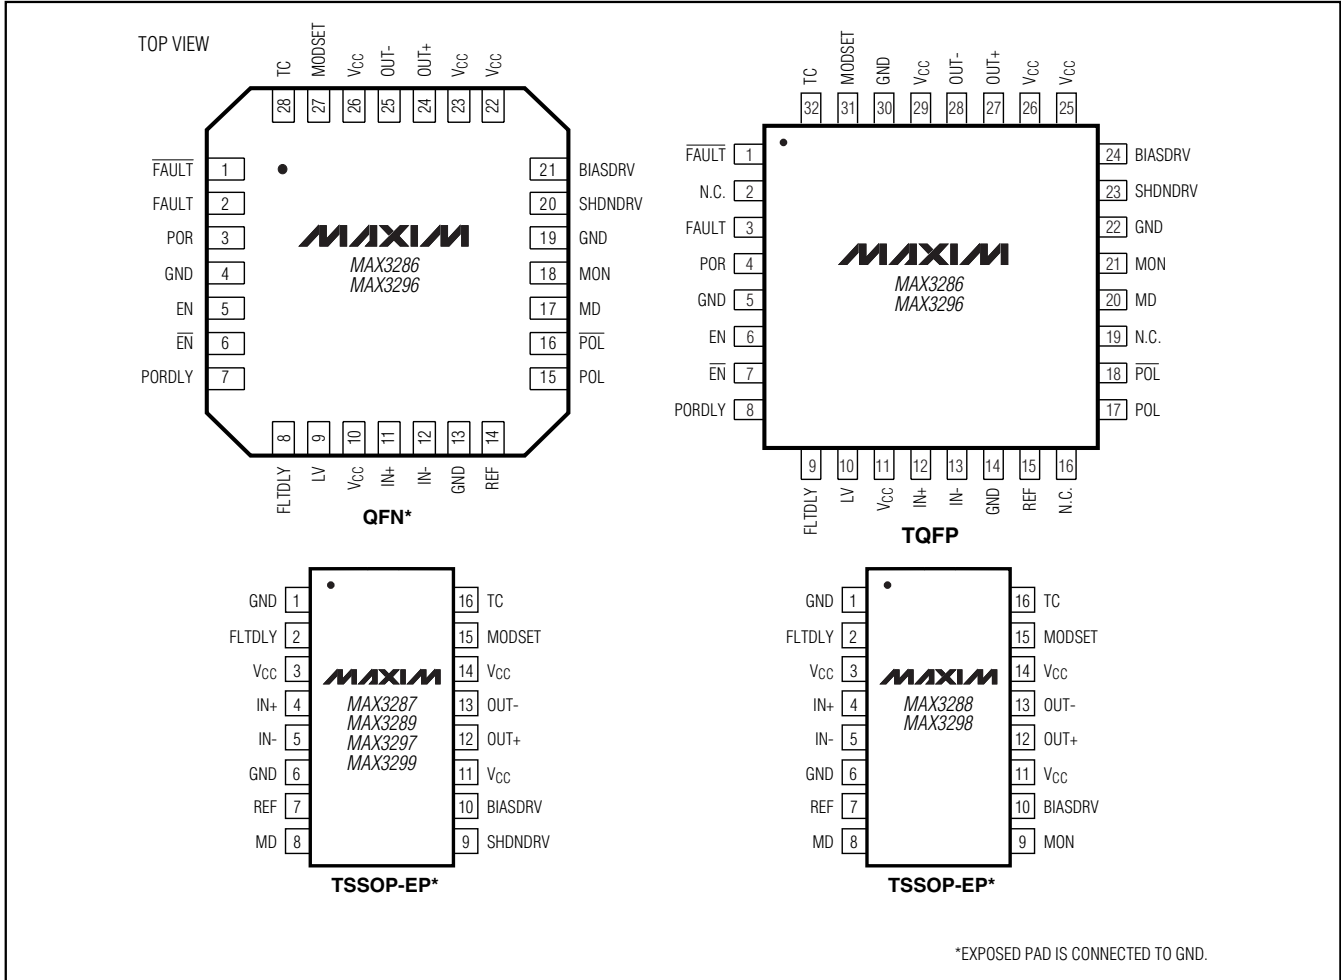 TOP VIEW
TC MODSET VCC OUT- OUT+ VCC VCC
28 27 26 25 24 23 22
F̅A̅U̅L̅T̅ 1
FAULT 2
POR 3
GND 4
EN 5
E̅N̅ 6
PORDLY 7
MAXIM
MAX3286
MAX3296
21 BIASDRV
20 SHDNDRV
19 GND
18 MON
17 MD
16 P̅O̅L̅
15 POL
8 9 10 11 12 13 14
FLTDLY LV VCC IN+ IN- GND REF
QFN*
TC MODSET GND VCC OUT- OUT+ VCC VCC
32 31 30 29 28 27 26 25
F̅A̅U̅L̅T̅ 1
N.C. 2
FAULT 3
POR 4
GND 5
EN 6
E̅N̅ 7
PORDLY 8
MAXIM
MAX3286
MAX3296
24 BIASDRV
23 SHDNDRV
22 GND
21 MON
20 MD
19 N.C.
18 P̅O̅L̅
17 POL
9 10 11 12 13 14 15 16
FLTDLY LV VCC IN+ IN- GND REF N.C.
TQFP
GND 1
FLTDLY 2
VCC 3
IN+ 4
IN- 5
GND 6
REF 7
MD 8
MAXIM
MAX3287
MAX3289
MAX3297
MAX3299
16 TC
15 MODSET
14 VCC
13 OUT-
12 OUT+
11 VCC
10 BIASDRV
9 SHDNDRV
TSSOP-EP*
GND 1
FLTDLY 2
VCC 3
IN+ 4
IN- 5
GND 6
REF 7
MD 8
MAXIM
MAX3288
MAX3298
16 TC
15 MODSET
14 VCC
13 OUT-
12 OUT+
11 VCC
10 BIASDRV
9 MON
TSSOP-EP*
*EXPOSED PAD IS CONNECTED TO GND.